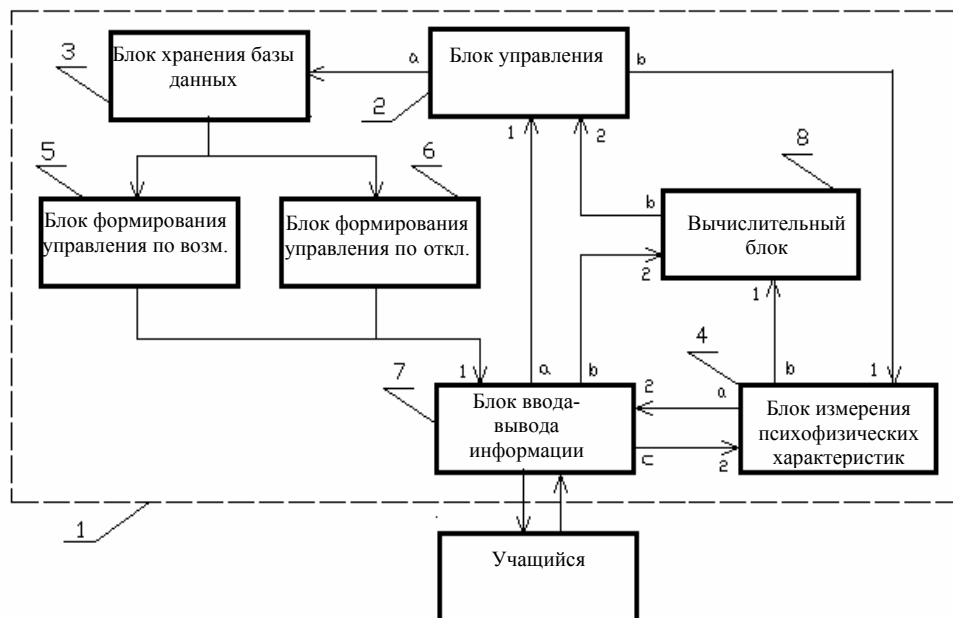 3
Блок хранения базы
данных
a
Блок управления
b
2
1
2
5
6
8
Блок формирования
управления по возм.
Блок формирования
управления по откл.
b
Вычислительный
блок
2
1
7
1
a
b
4
2
a
b
1
Блок ввода-
вывода
информации
Блок измерения
психофизических
характеристик
c
2
1
Учащийся